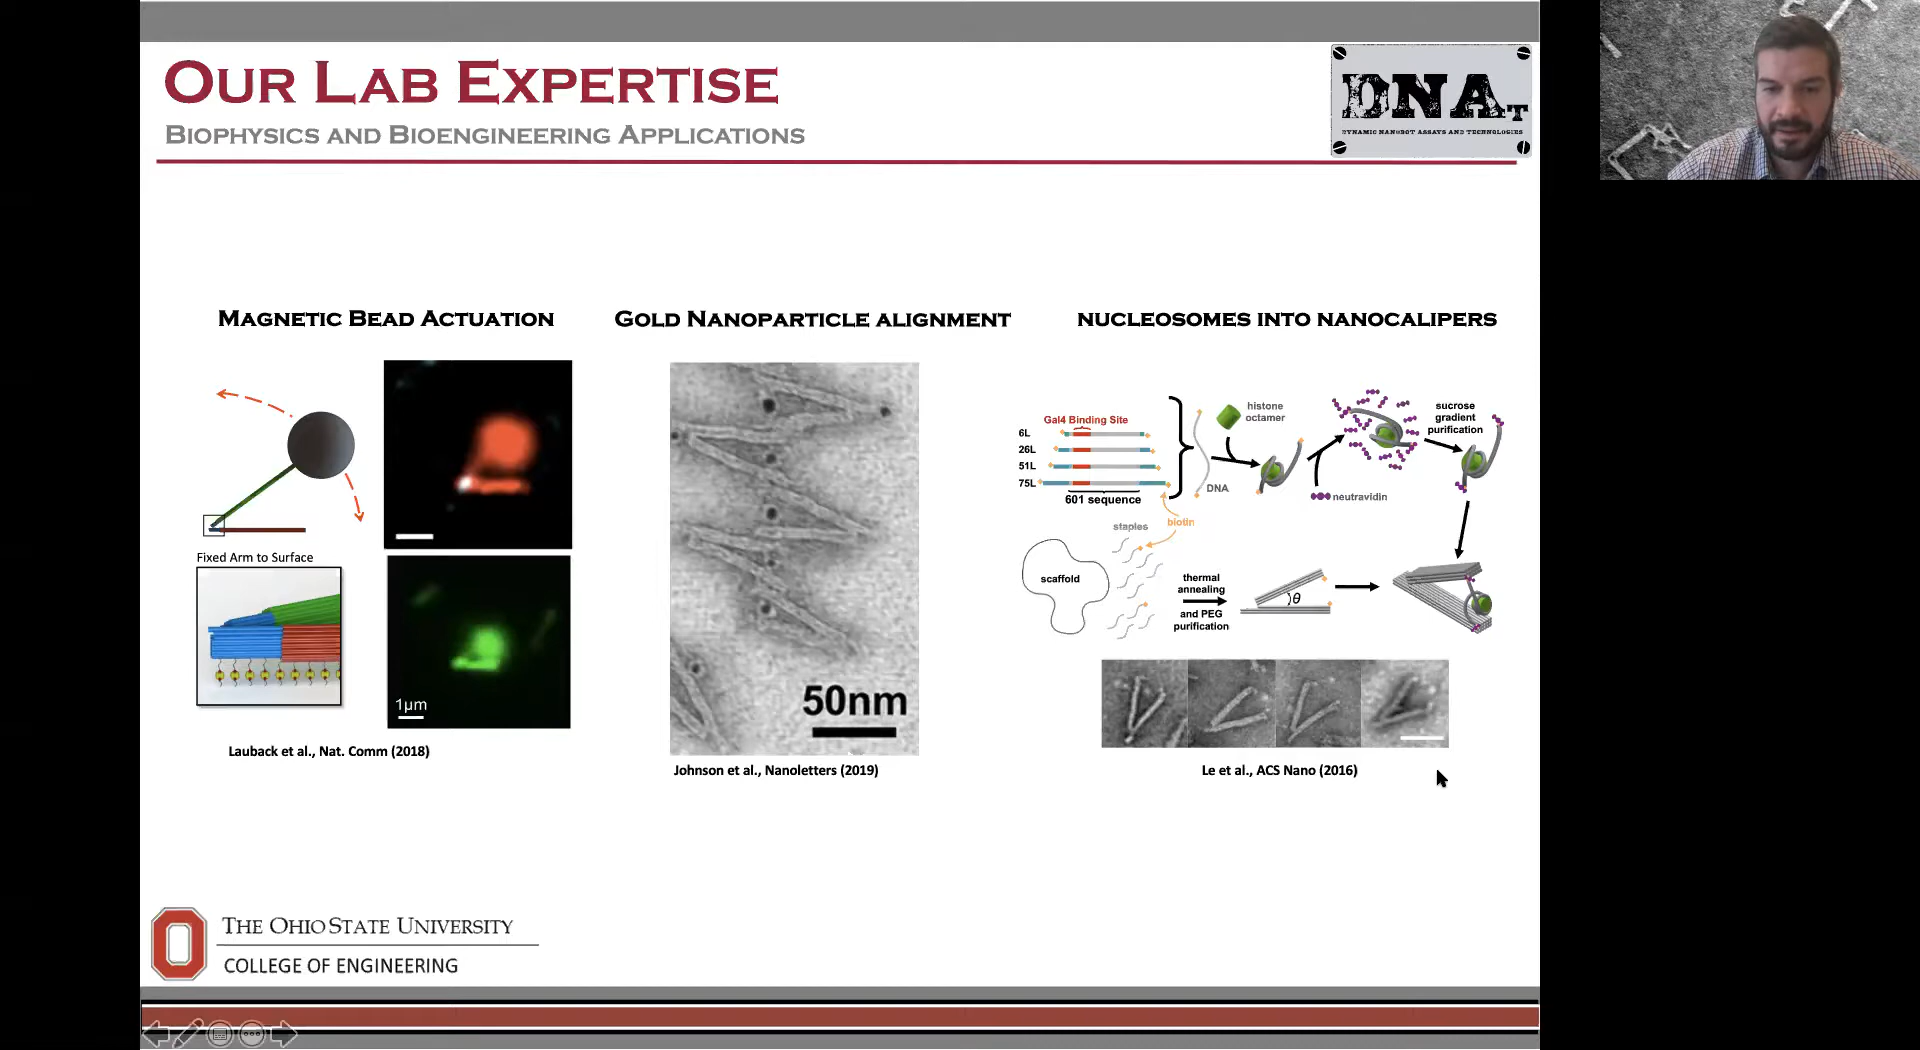 OUR LAB EXPERTISE
BIOPHYSICS AND BIOENGINEERING APPLICATIONS
DNAT
DYNAMIC NANOBOT ASSAYS AND TECHNOLOGIES
MAGNETIC BEAD ACTUATION
Fixed Arm to Surface
1μm
Lauback et al., Nat. Comm (2018)
GOLD NANOPARTICLE ALIGNMENT
50nm
Johnson et al., Nanoletters (2019)
NUCLEOSOMES INTO NANOCALIPERS
Gal4 Binding Site
6L
26L
51L
75L
601 sequence
DNA
histone
octamer
neutravidin
sucrose
gradient
purification
biotin
staples
scaffold
thermal
annealing
and PEG
purification
θ
Le et al., ACS Nano (2016)
THE OHIO STATE UNIVERSITY
COLLEGE OF ENGINEERING